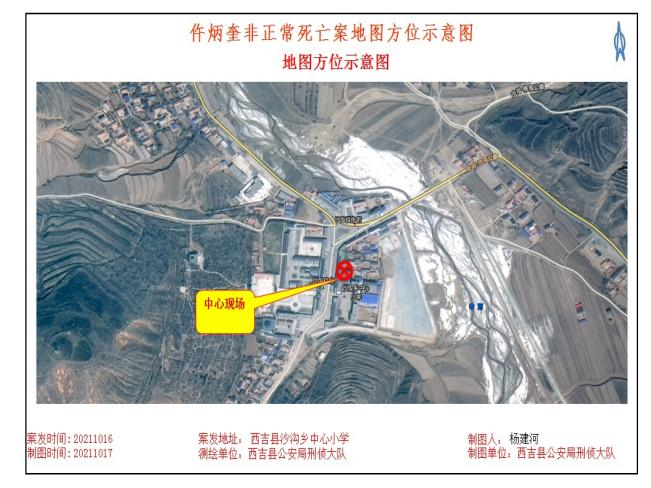 仵炳奎非正常死亡案地图方位示意图
地图方位示意图
中心现场
案发时间:20211016
制图时间:20211017
案发地址：西吉县沙沟乡中心小学
测绘单位：西吉县公安局刑侦大队
制图人：杨建河
制图单位：西吉县公安局刑侦大队